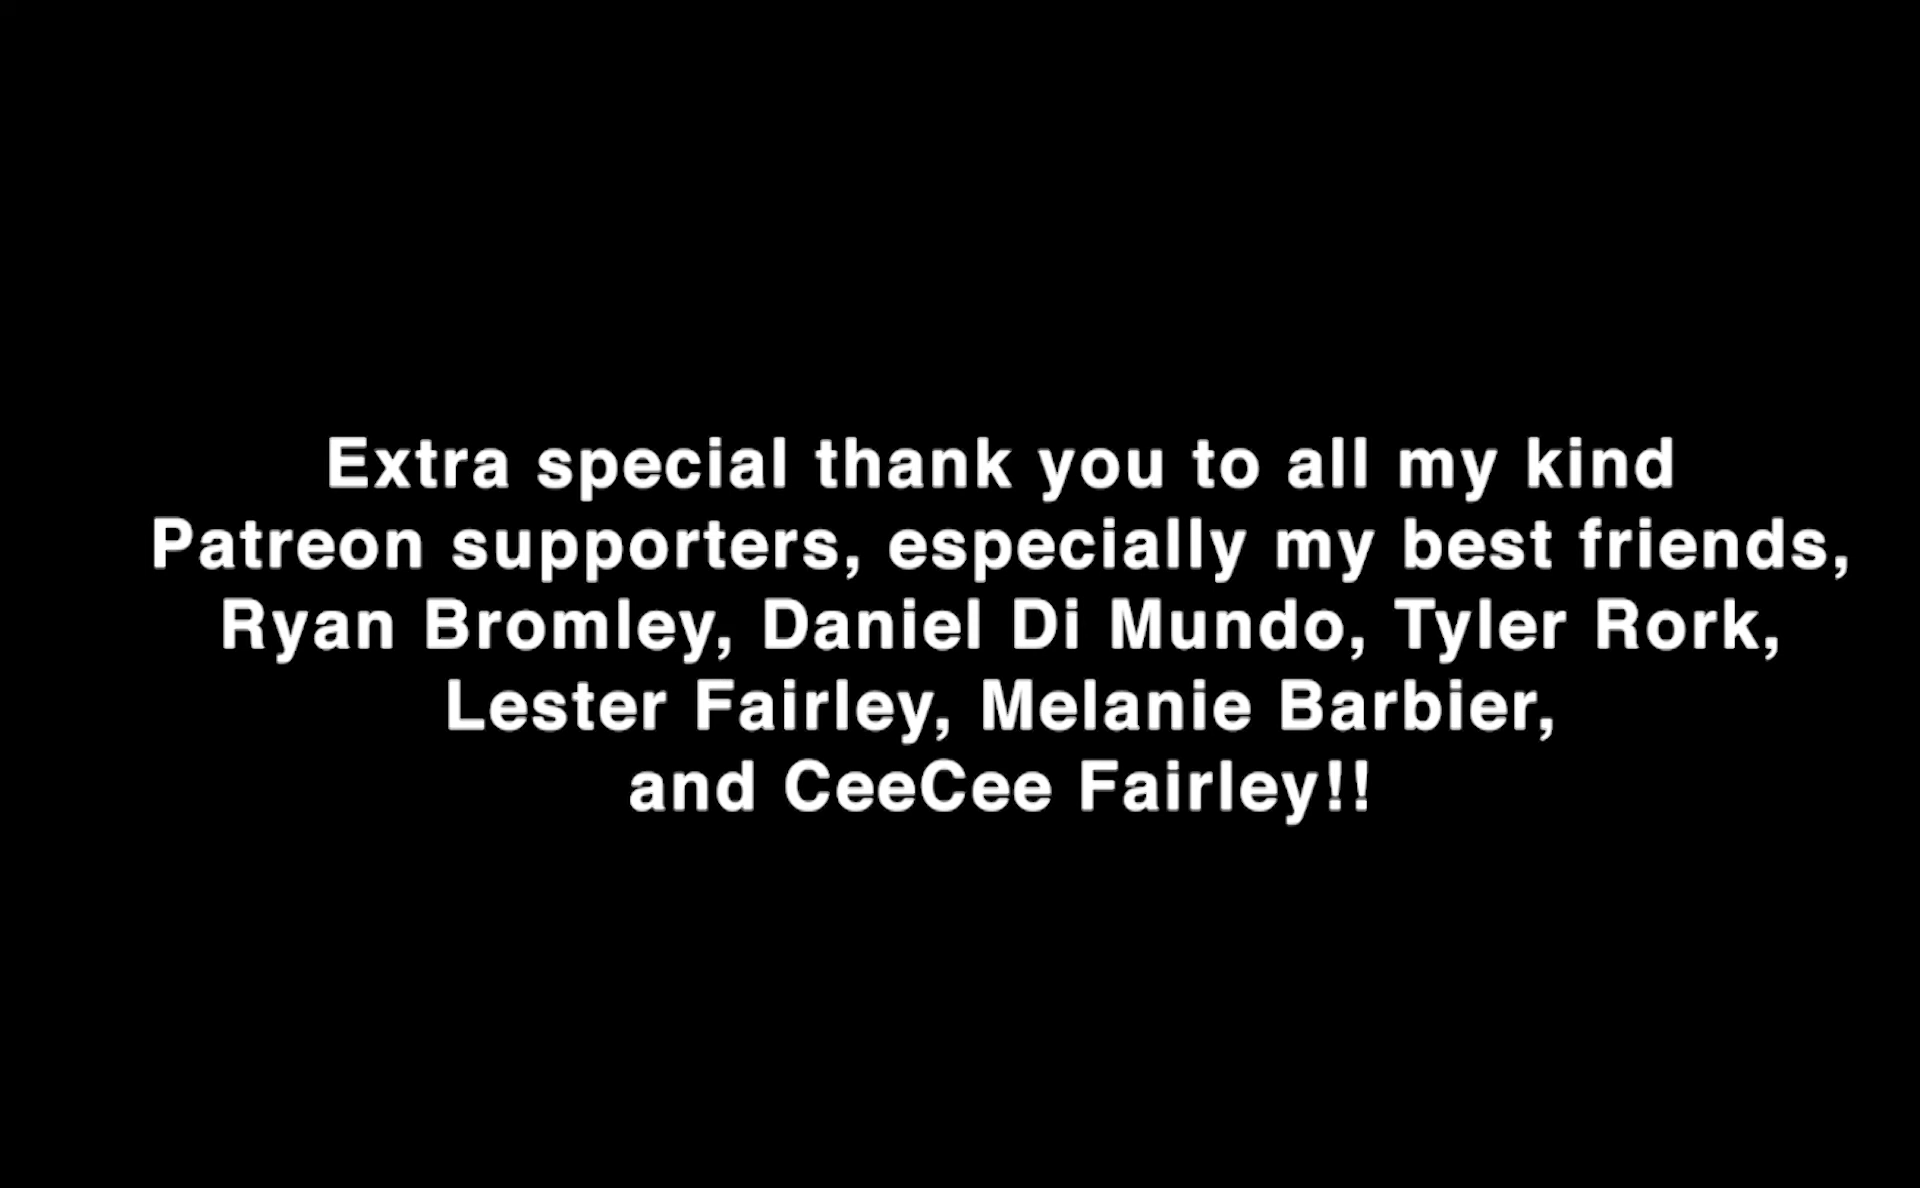 Extra special thank you to all my kind
Patreon supporters, especially my best friends,
Ryan Bromley, Daniel Di Mundo, Tyler Rork,
Lester Fairley, Melanie Barbier,
and CeeCee Fairley!!